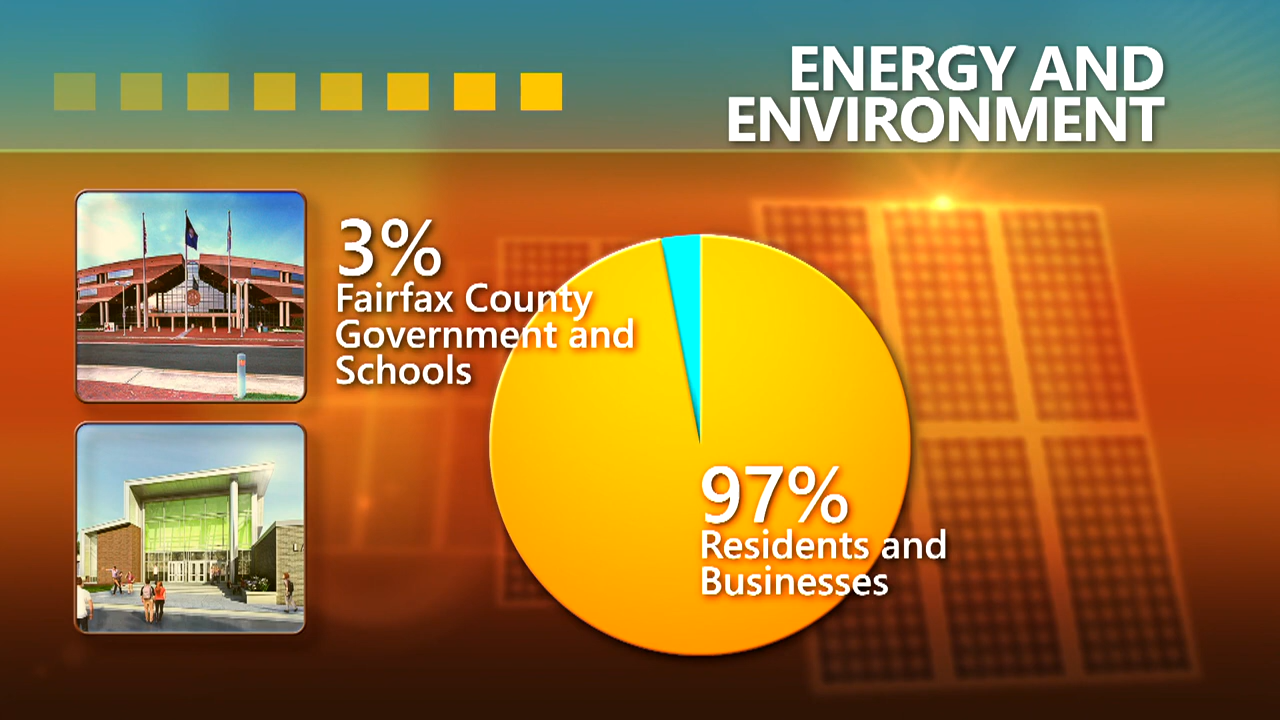 ENERGY AND
ENVIRONMENT
3%
Fairfax County
Government and
Schools
97%
Residents and
Businesses